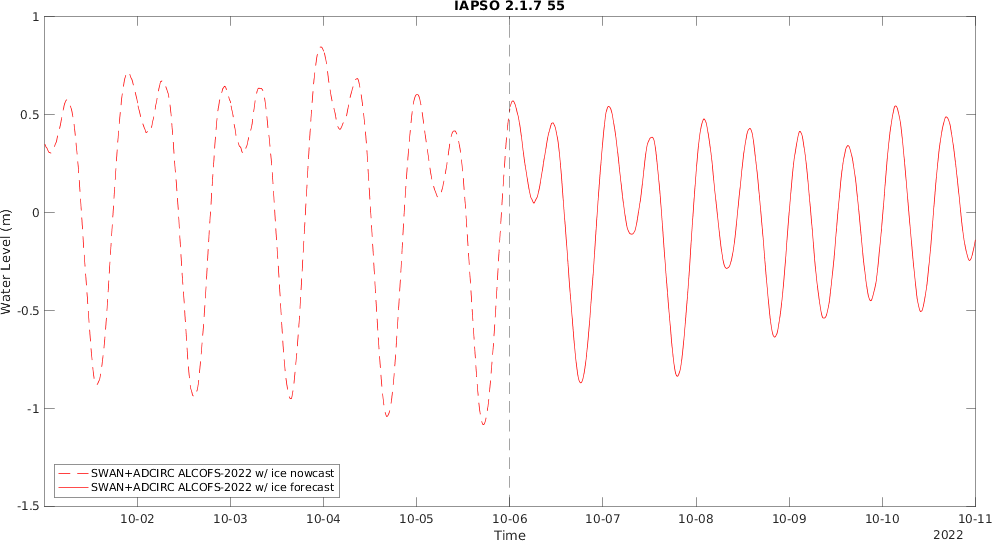 IAPSO 2.1.7 55
1
0.5
0
-0.5
-1
-1.5
Water Level (m)
SWAN+ADCIRC ALCOFS-2022 w/ ice nowcast
SWAN+ADCIRC ALCOFS-2022 w/ ice forecast
10-02 10-03 10-04 10-05 10-06 10-07 10-08 10-09 10-10 10-11
Time
2022